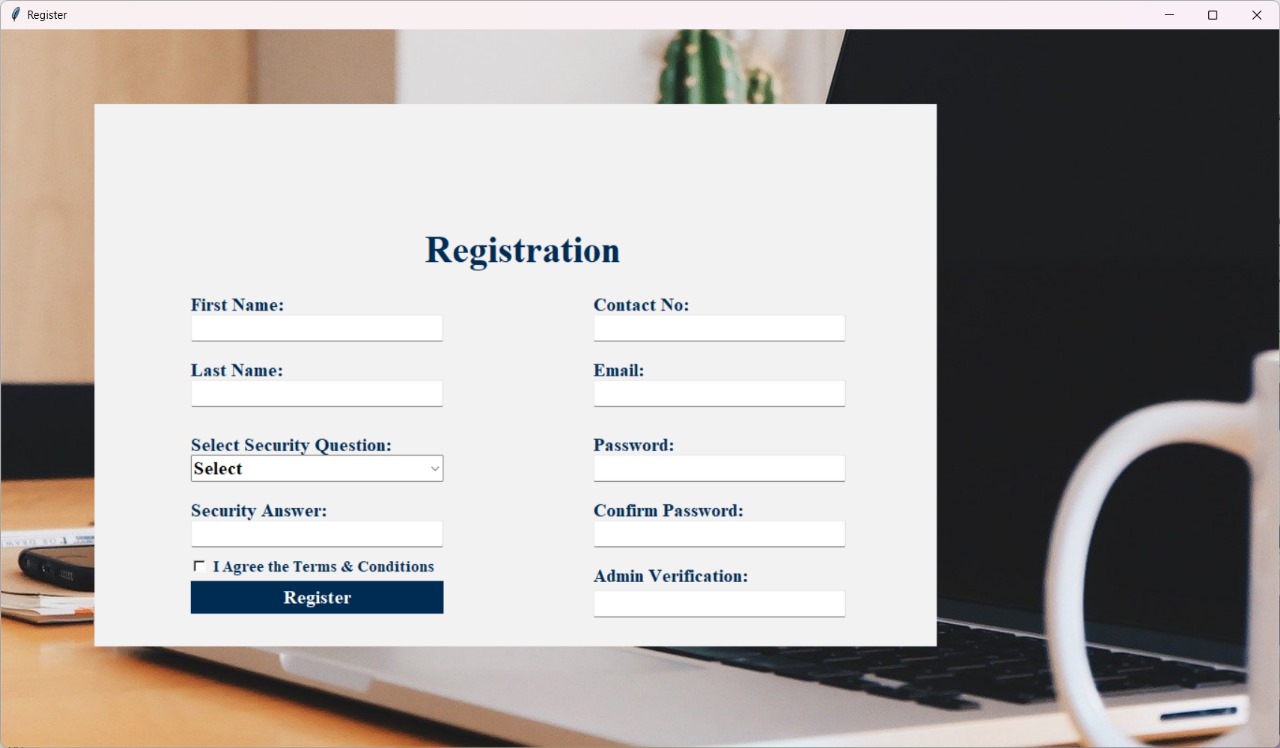 Register
Registration
First Name:
Contact No:
Last Name:
Email:
Select Security Question:
Password:
Select
Security Answer:
Confirm Password:
I Agree the Terms & Conditions
Admin Verification:
Register